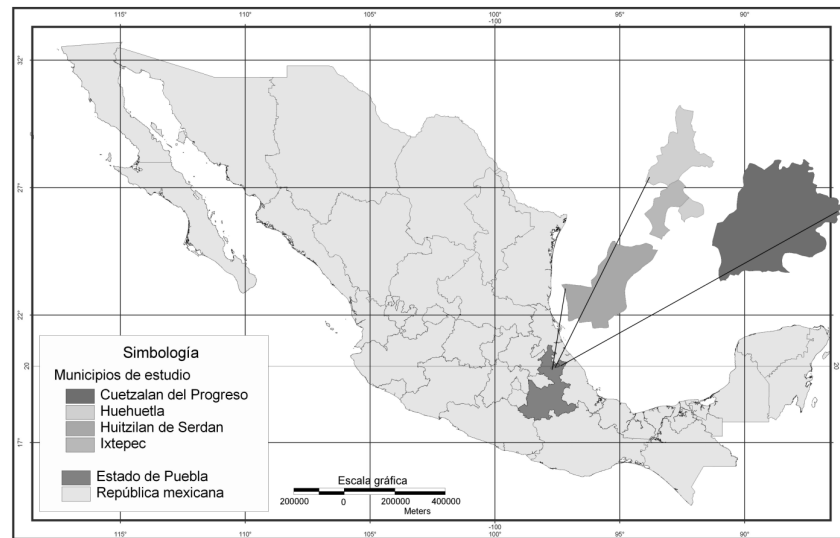 115° 110° 105° -100 95° 90°
32°
27°
22°
20
00
17°
Simbología
Municipios de estudio
Cuetzalan del Progreso
Huehuetla
Huitzilan de Serdan
Ixtepec
Estado de Puebla
República mexicana
Escala gráfica
200000 0 200000 400000
Meters
115° 110° 105° -100 95° 90°